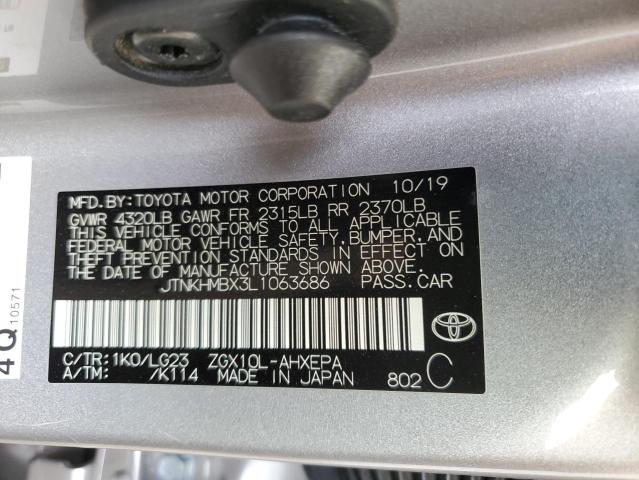 MFD.BY:TOYOTA MOTOR CORPORATION 10/19
GVWR 4320LB GAWR FR 2315LB RR 2370LB
THIS VEHICLE CONFORMS TO ALL APPLICABLE
FEDERAL MOTOR VEHICLE SAFETY,BUMPER,AND
THEFT PREVENTION STANDARDS IN EFFECT ON
THE DATE OF MANUFACTURE SHOWN ABOVE.
JTNKHMBX3L1063686 PASS.CAR
C/TR:1K0/LG23 ZGX10L-AHXEPA
A/TM: /K114 MADE IN JAPAN 802 C
4Q 10571